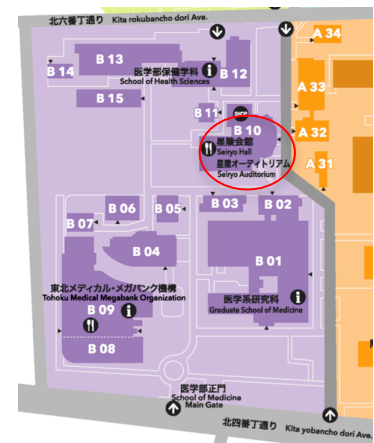 北六番丁通り Kita rokubancho dori Ave.
A 34
B 13
医学部保健学科
School of Health Sciences
B 12
B 14
A 33
B 15
SHOP
B 11
B 10
A 32
星陵会館
Seiryo Hall
星陵オーディトリアム
Seiryo Auditorium
A 31
B 06
B 05
B 03
B 02
B 07
B 04
B 01
東北メディカル・メガバンク機構
Tohoku Medical Megabank Organization
医学系研究科
Graduate School of Medicine
B 09
B 08
医学部正門
School of Medicine
Main Gate
北四番丁通り Kita yobancho dori Ave.